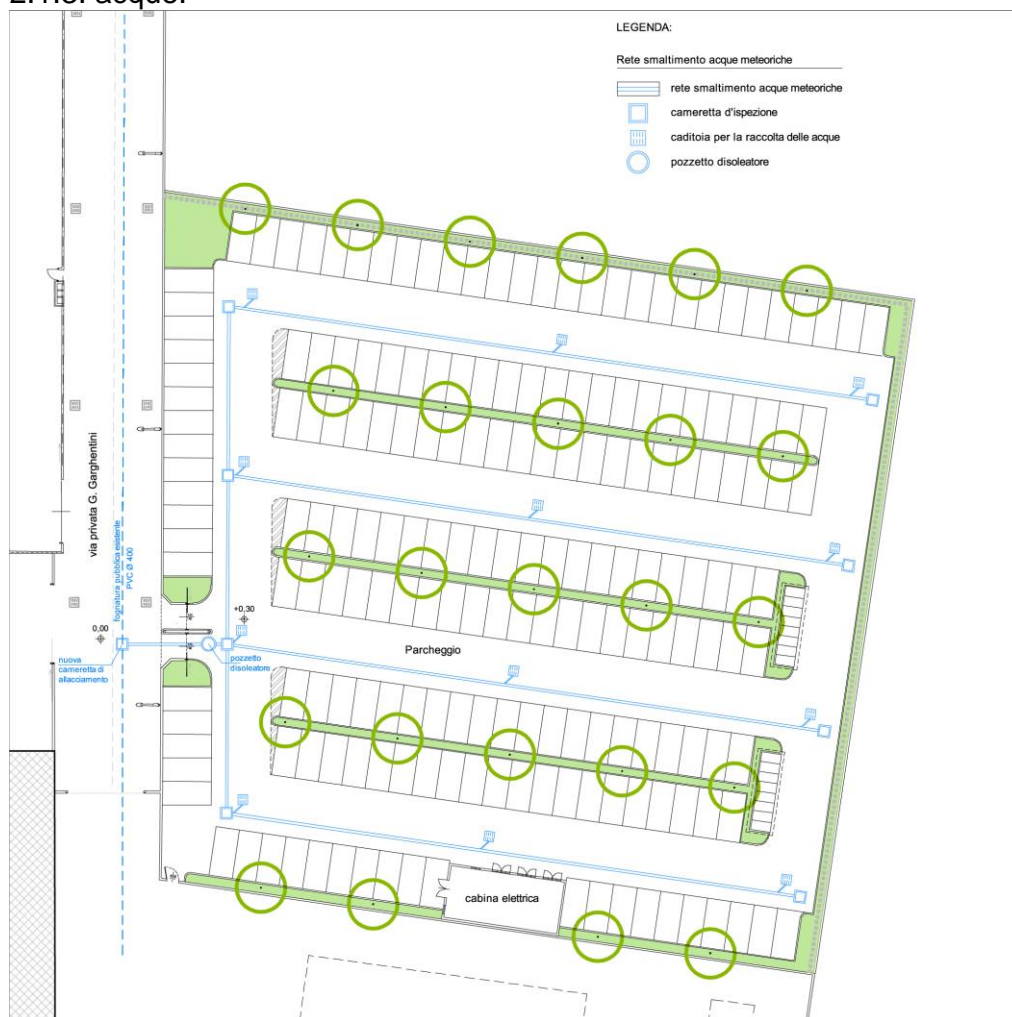 LEGENDA:
Rete smaltimento acque meteoriche
rete smaltimento acque meteoriche
cameretta d'ispezione
caditoia per la raccolta delle acque
pozzetto disoleatore
via privata G. Garghentini
fognatura pubblica esistente
PVC Ø 400
0,00
+0,30
nuova
cameretta di
allacciamento
pozzetto
disoleatore
Parcheggio
cabina elettrica